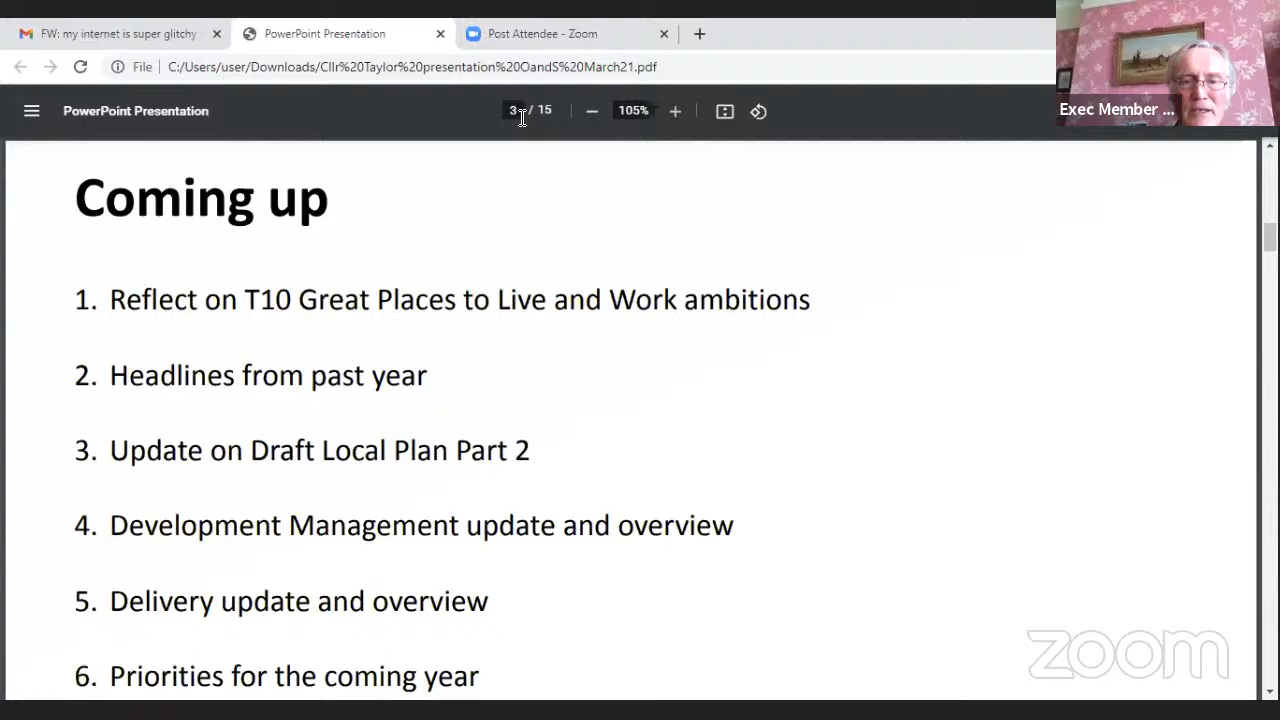 FW: my internet is super glitchy
PowerPoint Presentation
Post Attendee - Zoom
File
C:/Users/user/Downloads/Cllr%20Taylor%20presentation%20OandS%20March21.pdf
Exec Member ...
PowerPoint Presentation
3 / 15
105%
Coming up
1. Reflect on T10 Great Places to Live and Work ambitions
2. Headlines from past year
3. Update on Draft Local Plan Part 2
4. Development Management update and overview
5. Delivery update and overview
6. Priorities for the coming year
zoom